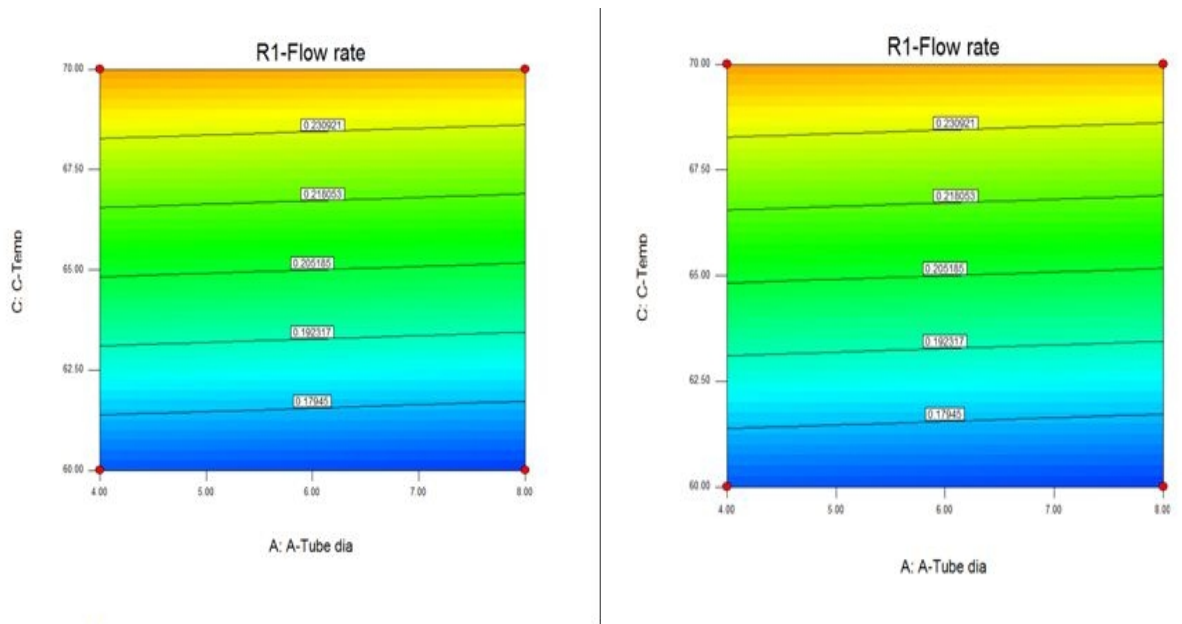 R1-Flow rate
70.00
67.50
65.00
62.50
60.00
C: C-Temp
0.230921
0.218053
0.205185
0.192317
0.17945
4.00 5.00 6.00 7.00 8.00
A: A-Tube dia
R1-Flow rate
70.00
67.50
65.00
62.50
60.00
C: C-Temp
0.230921
0.218053
0.205185
0.192317
0.17945
4.00 5.00 6.00 7.00 8.00
A: A-Tube dia